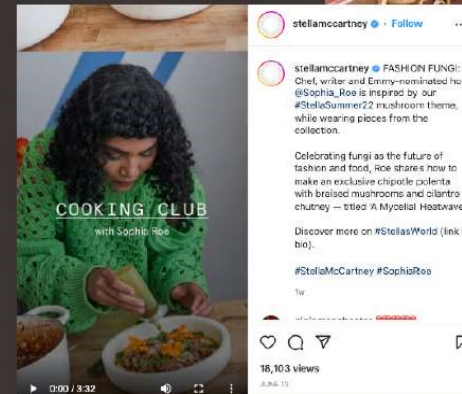 COOKING CLUB
with Sophia Roe
0:00 / 3:32
stellamccartney · Follow
stellamccartney FASHION FUNGI:
Chef, writer and Emmy-nominated ho
@Sophia_Roe is inspired by our
#StellaSummer22 mushroom theme,
while wearing pieces from the
collection.
Celebrating fungi as the future of
fashion and food, Roe shares how to
make an exclusive chipotle polenta
with braised mushrooms and cilantro
chutney — titled 'A Mycelial Heatwave
Discover more on #StellasWorld (link i
bio).
#StellaMcCartney #SophiaRoe
1w
18,103 views
JUNE 13